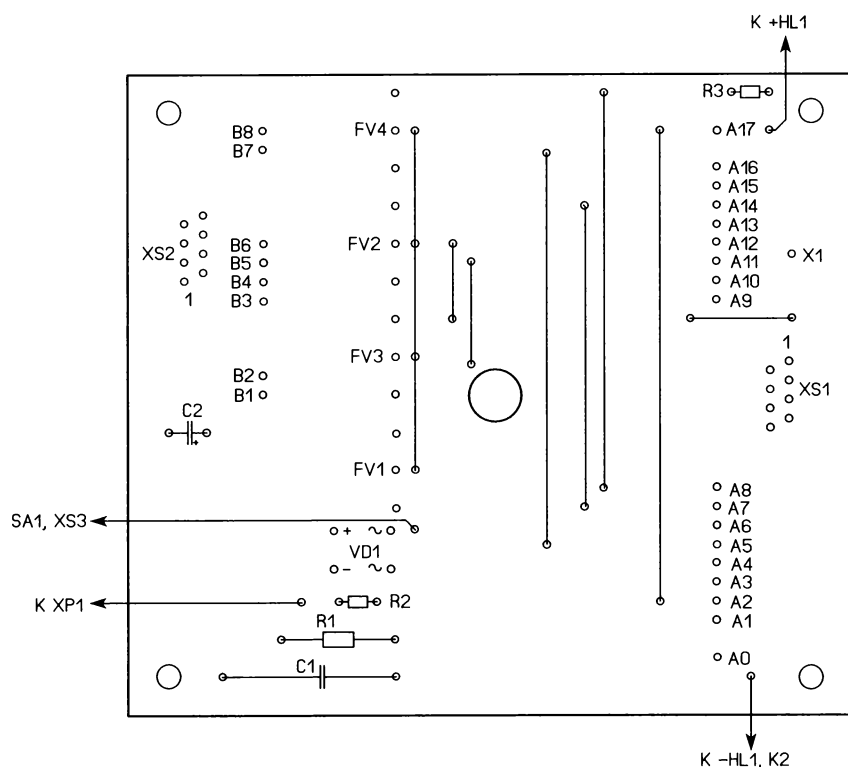 K +HL1
R3
B8
FV4
A17
B7
A16
A15
A14
A13
XS2
B6
FV2
A12
X1
B5
A11
B4
A10
1
B3
A9
1
FV3
B2
XS1
B1
C2
+
FV1
A8
A7
SA1, XS3
A6
+ ~
A5
VD1
A4
- ~
A3
K XP1
R2
A2
R1
A1
C1
A0
K -HL1, K2